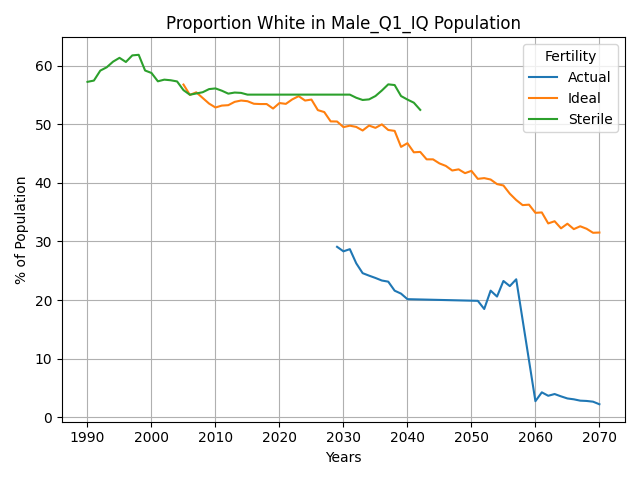 Proportion White in Male_Q1_IQ Population
Fertility
Actual
Ideal
Sterile
% of Population
60
50
40
30
20
10
0
1990 2000 2010 2020 2030 2040 2050 2060 2070
Years